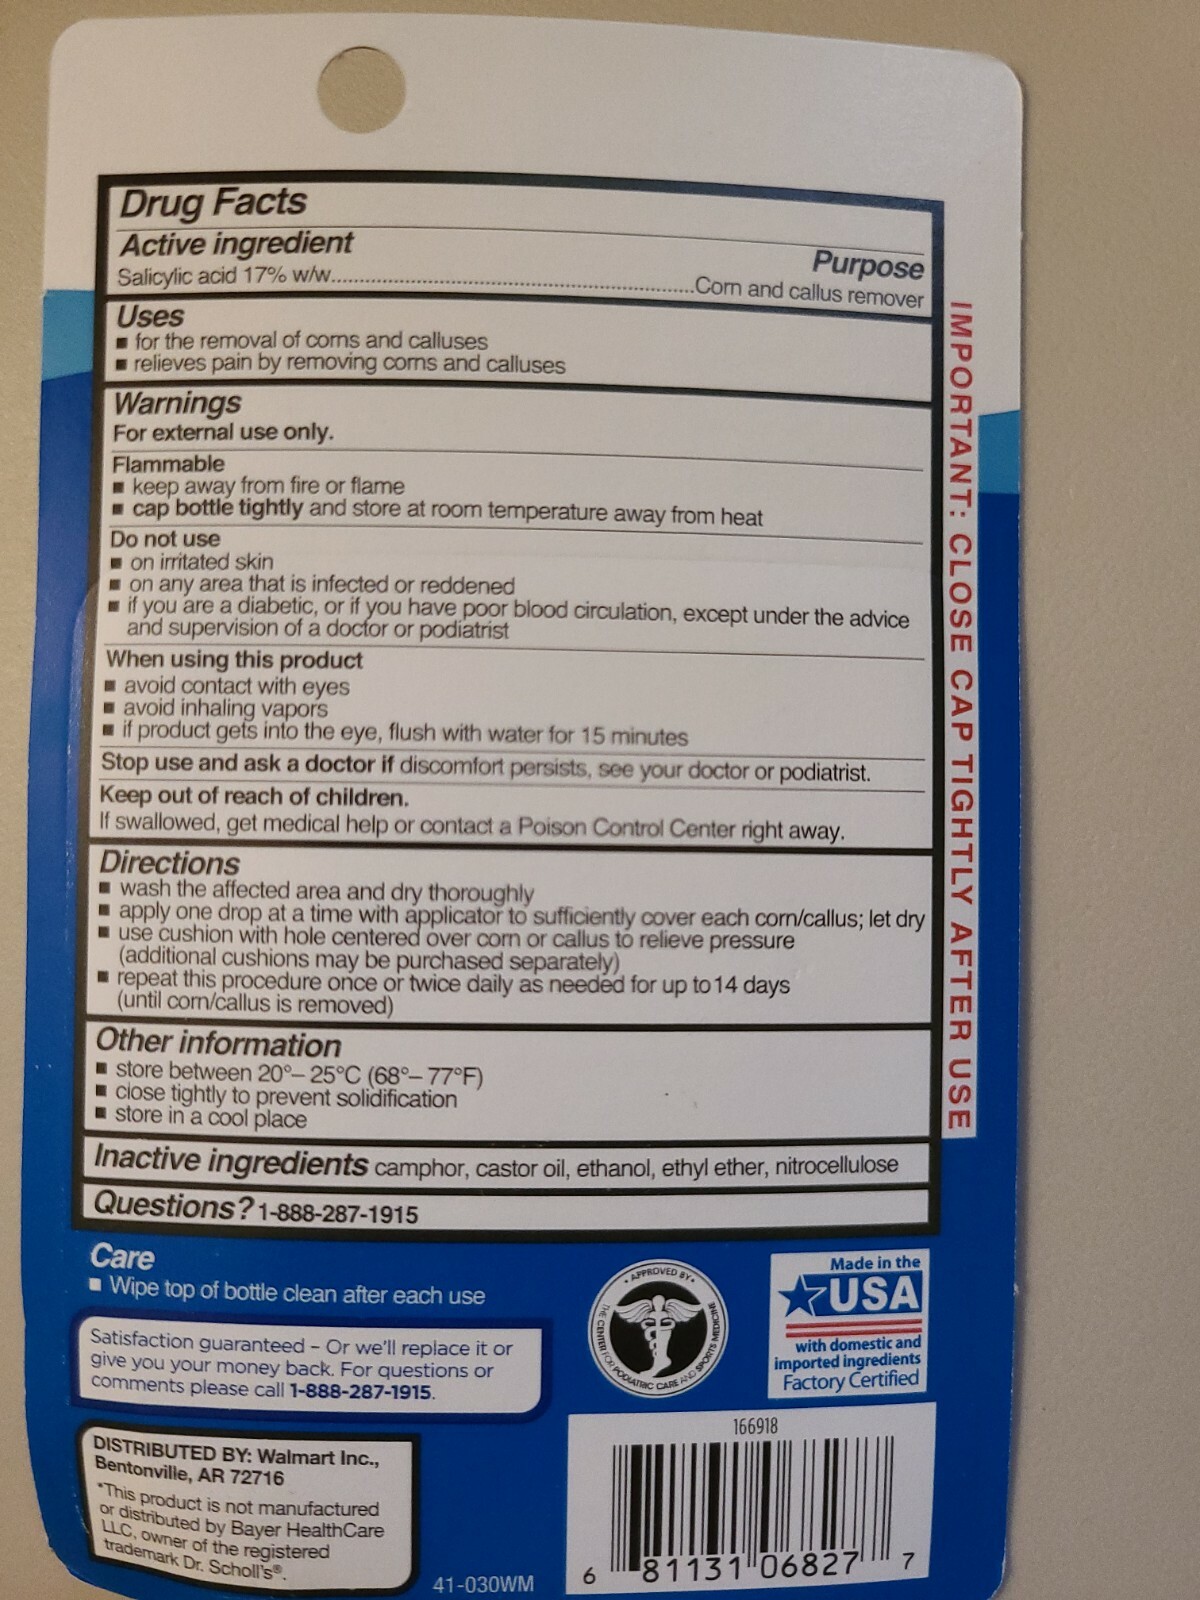 Drug Facts
Active ingredient Purpose
Salicylic acid 17% w/w.....................................................................................Corn and callus remover
Uses
■ for the removal of corns and calluses
■ relieves pain by removing corns and calluses
Warnings
For external use only.
Flammable
■ keep away from fire or flame
■ cap bottle tightly and store at room temperature away from heat
Do not use
■ on irritated skin
■ on any area that is infected or reddened
■ if you are a diabetic, or if you have poor blood circulation, except under the advice
and supervision of a doctor or podiatrist
When using this product
■ avoid contact with eyes
■ avoid inhaling vapors
■ if product gets into the eye, flush with water for 15 minutes
Stop use and ask a doctor if discomfort persists, see your doctor or podiatrist.
Keep out of reach of children.
If swallowed, get medical help or contact a Poison Control Center right away.
Directions
■ wash the affected area and dry thoroughly
■ apply one drop at a time with applicator to sufficiently cover each corn/callus; let dry
■ use cushion with hole centered over corn or callus to relieve pressure
(additional cushions may be purchased separately)
■ repeat this procedure once or twice daily as needed for up to 14 days
(until corn/callus is removed)
Other information
■ store between 20°– 25°C (68°– 77°F)
■ close tightly to prevent solidification
■ store in a cool place
Inactive ingredients camphor, castor oil, ethanol, ethyl ether, nitrocellulose
Questions? 1-888-287-1915
IMPORTANT: CLOSE CAP TIGHTLY AFTER USE
Care
■ Wipe top of bottle clean after each use
Satisfaction guaranteed – Or we'll replace it or
give you your money back. For questions or
comments please call 1-888-287-1915.
• APPROVED BY •
THE CENTER FOR PODIATRIC CARE AND SPORTS MEDICINE
Made in the
USA
with domestic and
imported ingredients
Factory Certified
DISTRIBUTED BY: Walmart Inc.,
Bentonville, AR 72716
*This product is not manufactured
or distributed by Bayer HealthCare
LLC, owner of the registered
trademark Dr. Scholl's®.
41-030WM
166918
6 81131 06827 7